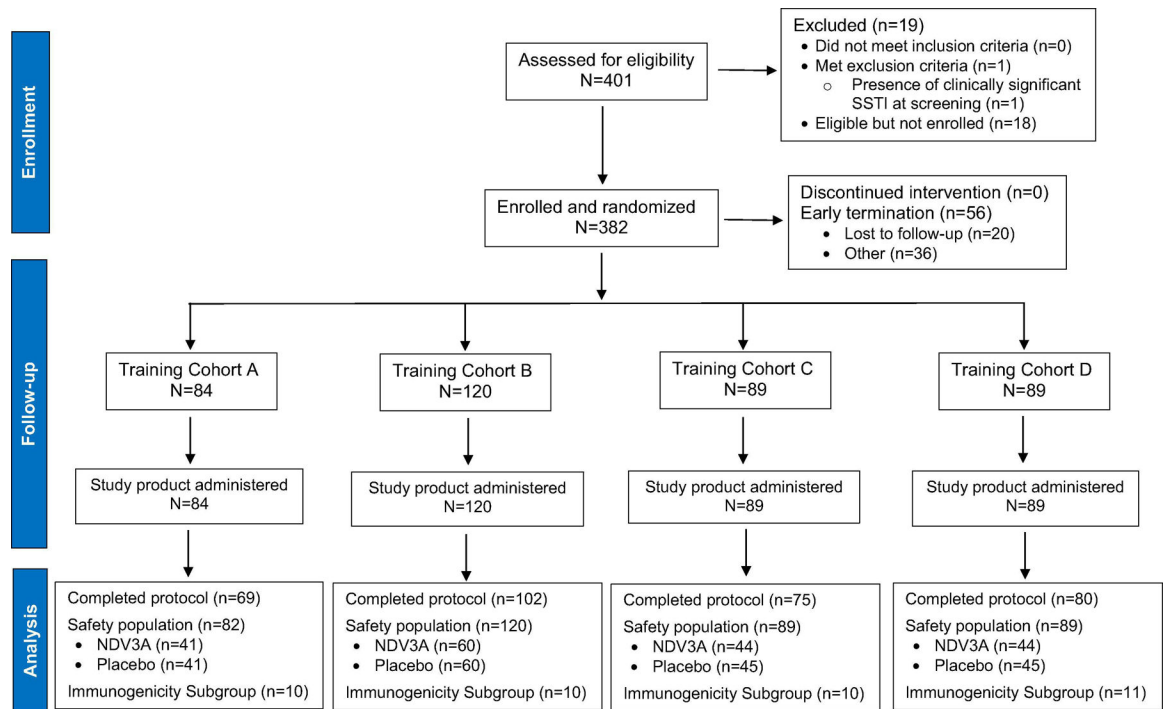 Enrollment
Assessed for eligibility
N=401
Excluded (n=19)
• Did not meet inclusion criteria (n=0)
• Met exclusion criteria (n=1)
o Presence of clinically significant
SSTI at screening (n=1)
• Eligible but not enrolled (n=18)
Enrolled and randomized
N=382
Discontinued intervention (n=0)
Early termination (n=56)
• Lost to follow-up (n=20)
• Other (n=36)
Follow-up
Training Cohort A
N=84
Training Cohort B
N=120
Training Cohort C
N=89
Training Cohort D
N=89
Study product administered
N=84
Study product administered
N=120
Study product administered
N=89
Study product administered
N=89
Analysis
Completed protocol (n=69)
Safety population (n=82)
• NDV3A (n=41)
• Placebo (n=41)
Immunogenicity Subgroup (n=10)
Completed protocol (n=102)
Safety population (n=120)
• NDV3A (n=60)
• Placebo (n=60)
Immunogenicity Subgroup (n=10)
Completed protocol (n=75)
Safety population (n=89)
• NDV3A (n=44)
• Placebo (n=45)
Immunogenicity Subgroup (n=10)
Completed protocol (n=80)
Safety population (n=89)
• NDV3A (n=44)
• Placebo (n=45)
Immunogenicity Subgroup (n=11)